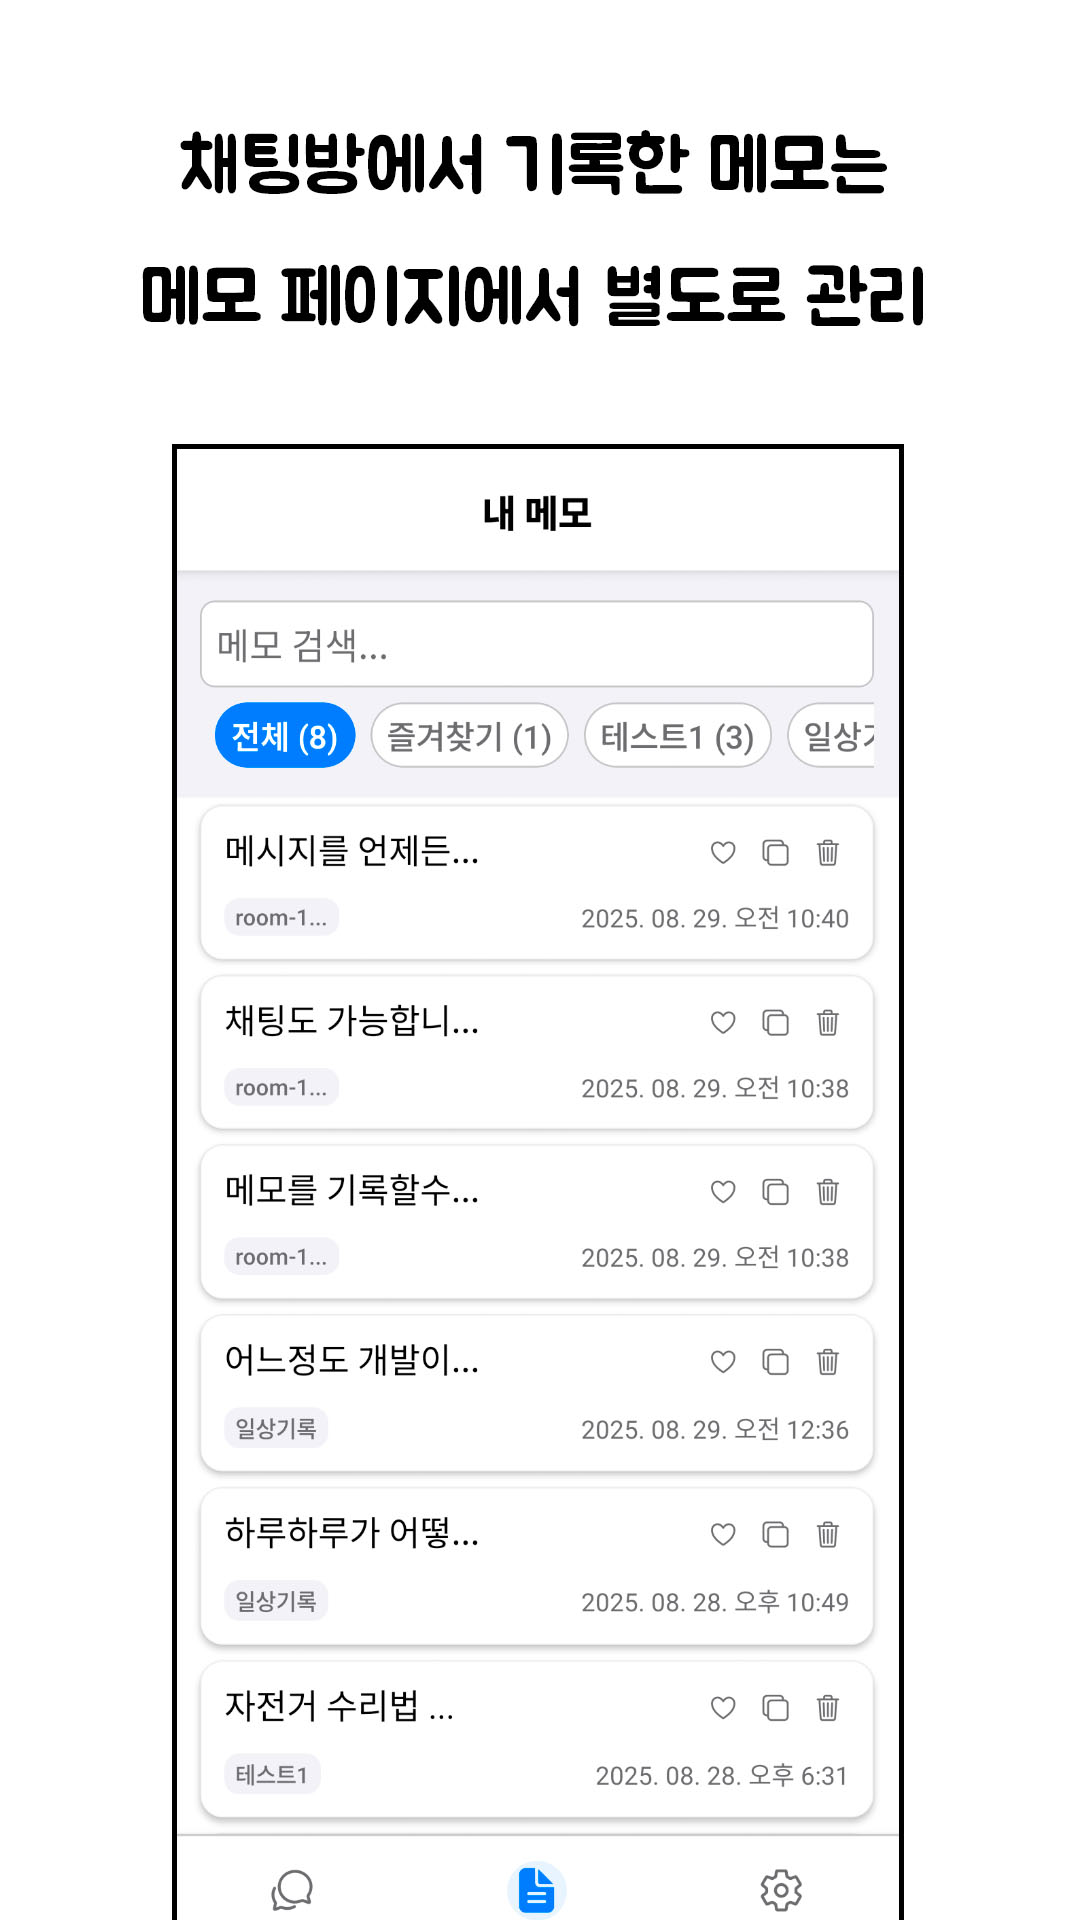 채팅방에서 기록한 메모는
메모 페이지에서 별도로 관리
내 메모
메모 검색...
전체 (8) 즐겨찾기 (1) 테스트1 (3) 일상기
메시지를 언제든...
room-1... 2025. 08. 29. 오전 10:40
채팅도 가능합니...
room-1... 2025. 08. 29. 오전 10:38
메모를 기록할수...
room-1... 2025. 08. 29. 오전 10:38
어느정도 개발이...
일상기록 2025. 08. 29. 오전 12:36
하루하루가 어떻...
일상기록 2025. 08. 28. 오후 10:49
자전거 수리법 ...
테스트1 2025. 08. 28. 오후 6:31